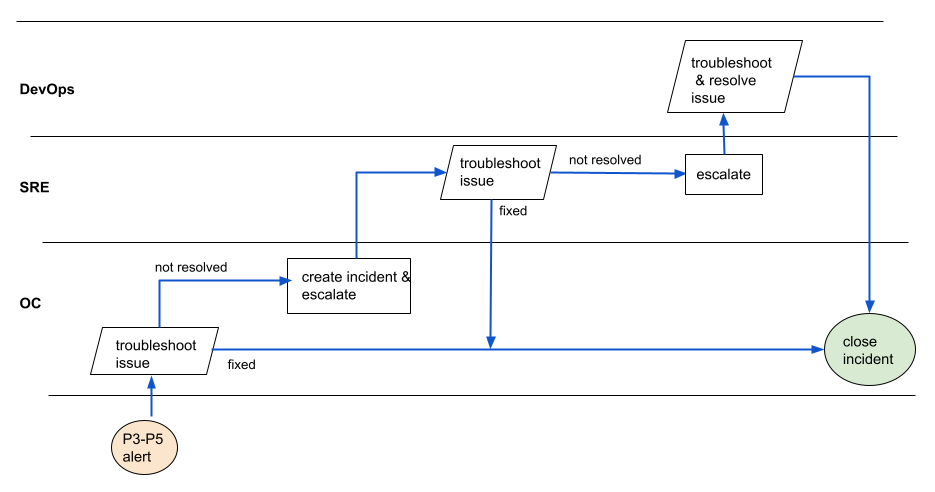 DevOps
troubleshoot
& resolve
issue
SRE
troubleshoot
issue
not resolved
escalate
fixed
OC
not resolved
create incident &
escalate
troubleshoot
issue
fixed
close
incident
P3-P5
alert